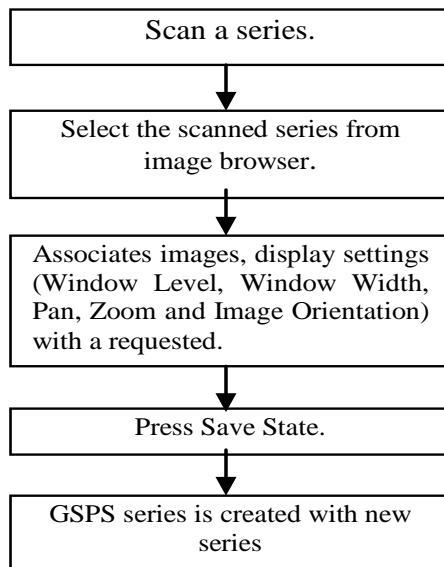 Scan a series.
Select the scanned series from
image browser.
Associates images, display settings
(Window Level, Window Width,
Pan, Zoom and Image Orientation)
with a requested.
Press Save State.
GSPS series is created with new
series